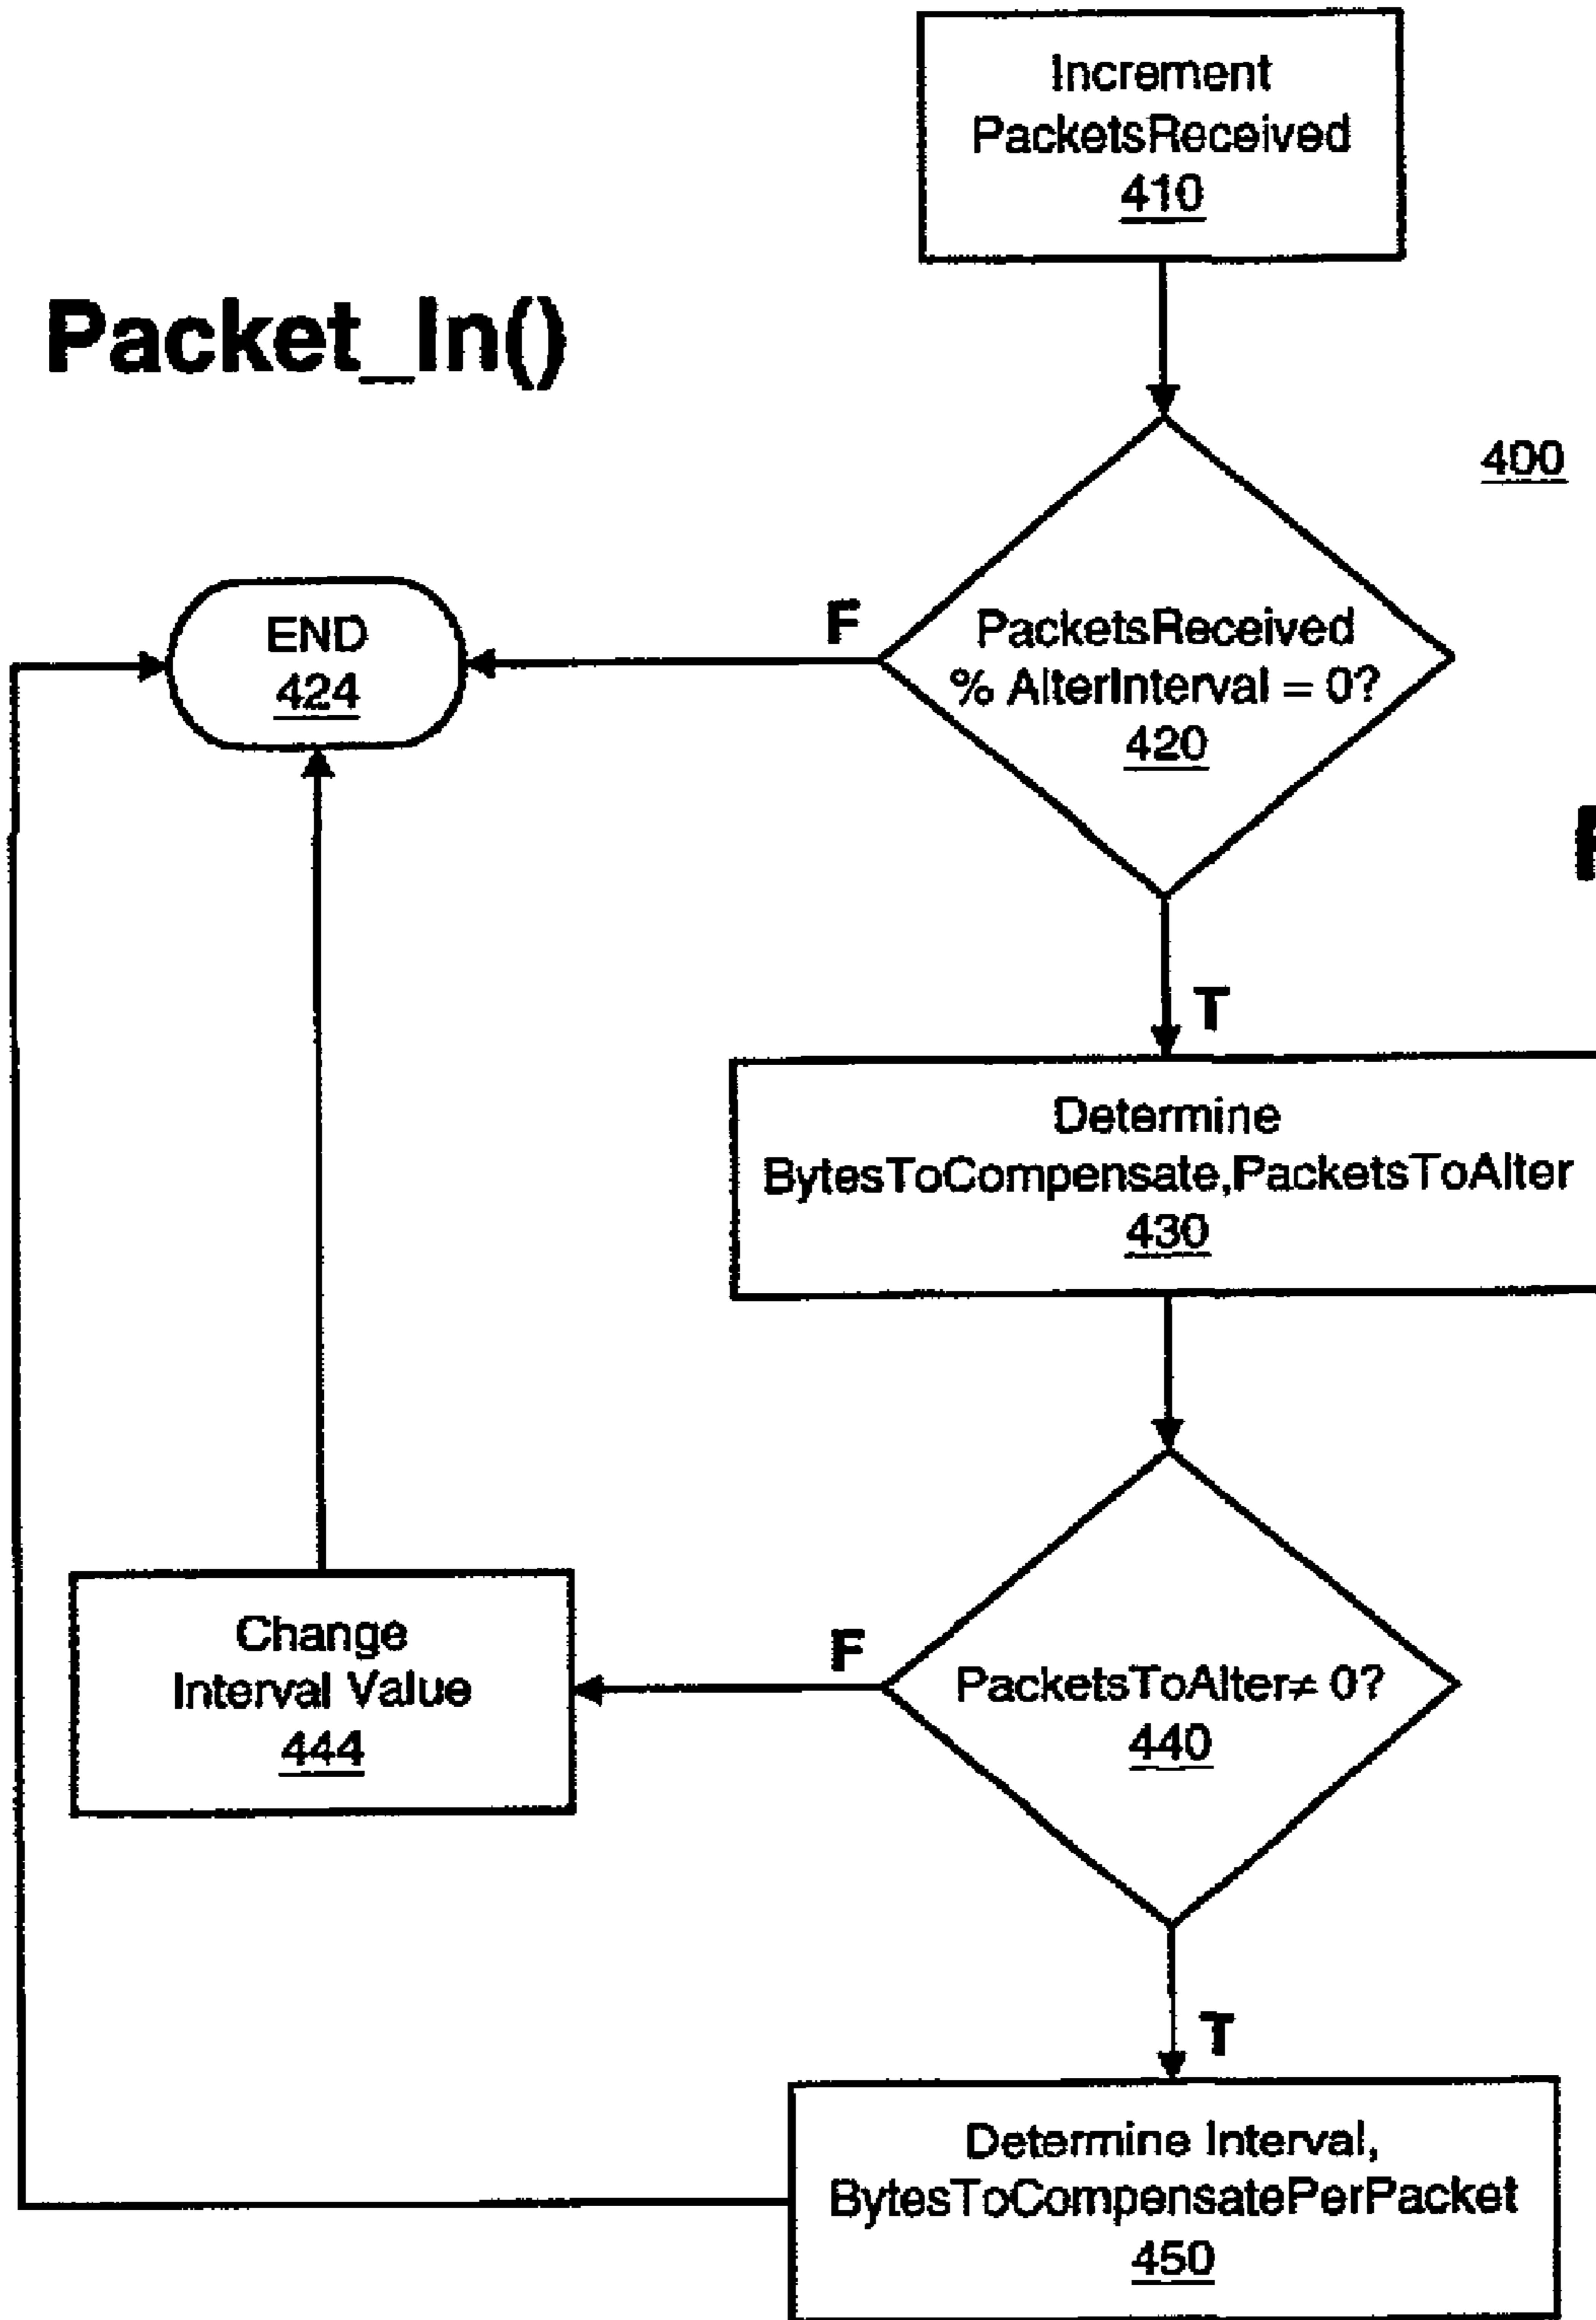 Increment
PacketsReceived
410
Packet_In()
400
PacketsReceived
% AlterInterval = 0?
420
F
END
424
T
Determine
BytesToCompensate,PacketsToAlter
430
PacketsToAlter≠ 0?
440
F
Change
Interval Value
444
T
Determine Interval,
BytesToCompensatePerPacket
450